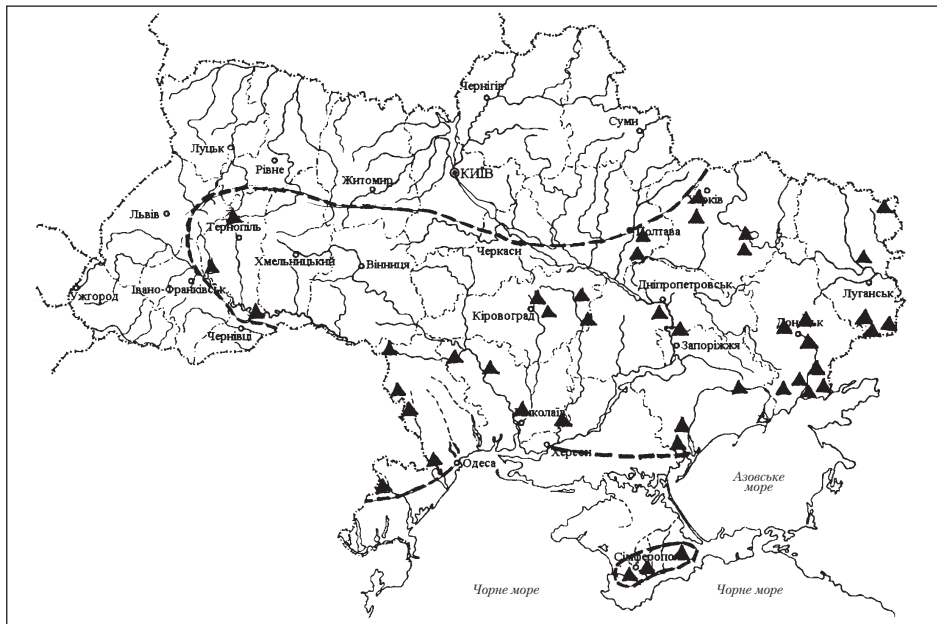 Чернігів
Суми
Луцьк
Рівне
Житомир
КИЇВ
Львів
Харків
Тернопіль
Полтава
Хмельницький
Вінниця
Черкаси
Ужгород
Івано-Франківськ
Дніпропетровськ
Луганськ
Кіровоград
Донецьк
Чернівці
Запоріжжя
Миколаїв
Херсон
Одеса
Азовське
море
Сімферополь
Чорне море
Чорне море